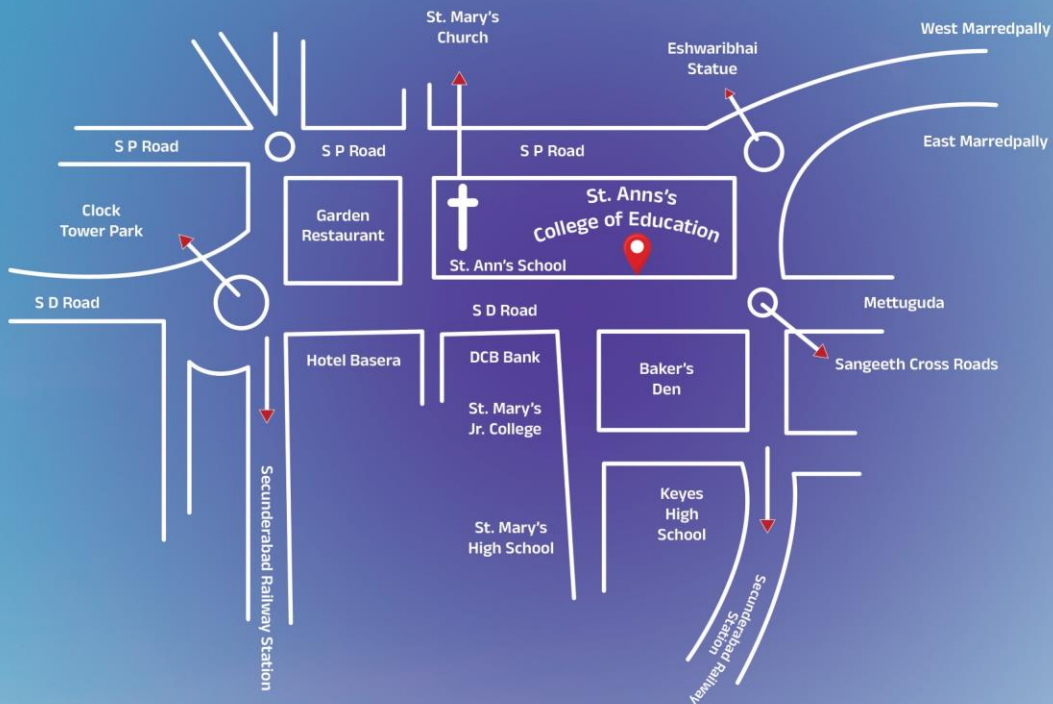 St. Mary's
Church
Eshwaribhai
Statue
West Marredpally
S P Road
S P Road
S P Road
East Marredpally
Clock
Tower Park
Garden
Restaurant
St. Anns's
College of Education
St. Ann's School
S D Road
S D Road
Mettuguda
Hotel Basera
DCB Bank
Baker's
Den
Sangeeth Cross Roads
St. Mary's
Jr. College
St. Mary's
High School
Keyes
High
School
Secunderabad Railway Station
Secunderabad Railway
Station